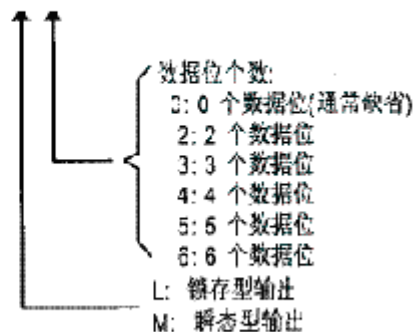 数据位个数:
0: 0 个数据位(通常缺省)
2: 2 个数据位
3: 3 个数据位
4: 4 个数据位
5: 5 个数据位
6: 6 个数据位
L: 锁存型输出
M: 瞬态型输出